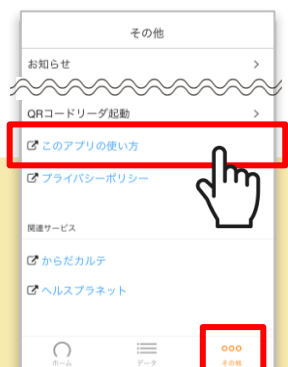 その他
お知らせ
QRコードリーダ起動
このアプリの使い方
プライバシーポリシー
関連サービス
からだカルテ
ヘルスプラネット
ホーム
データ
その他